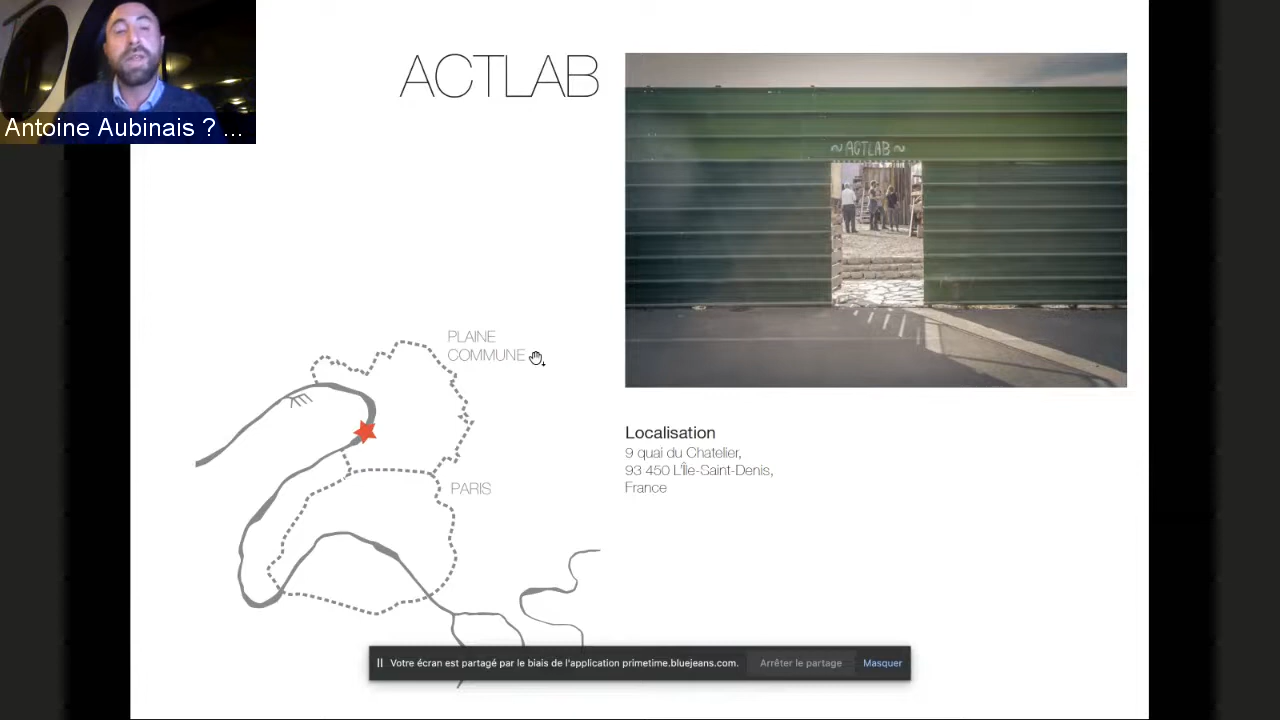 Antoine Aubinais ? ...
ACTLAB
~ ACTLAB ~
PLAINE
COMMUNE
PARIS
Localisation
9 quai du Chatelier,
93 450 L'Île-Saint-Denis,
France
Votre écran est partagé par le biais de l'application primetime.bluejeans.com.
Arrêter le partage
Masquer